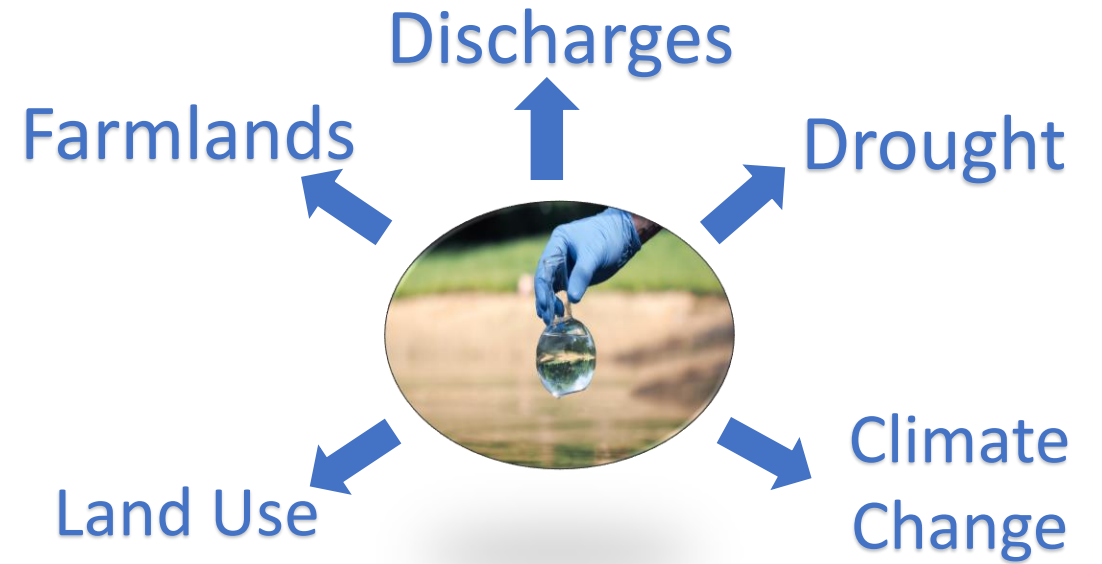 Discharges
Farmlands
Drought
Land Use
Climate
Change